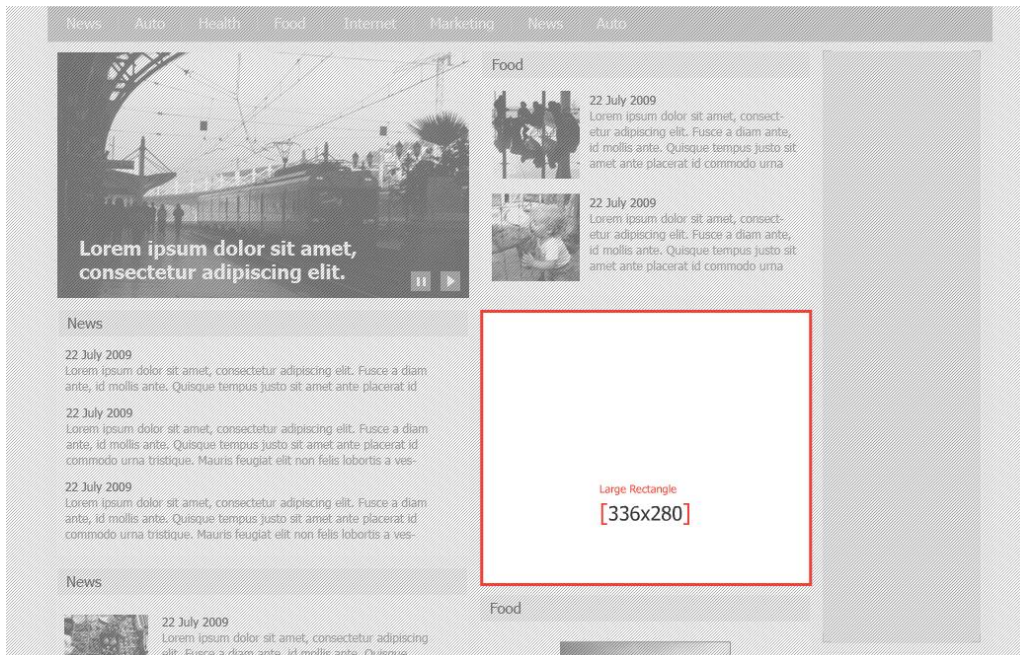 News Auto Health Food Internet Marketing News Auto
Lorem ipsum dolor sit amet,
consectetur adipiscing elit.
News
22 July 2009
Lorem ipsum dolor sit amet, consectetur adipiscing elit. Fusce a diam
ante, id mollis ante. Quisque tempus justo sit amet ante placerat id
22 July 2009
Lorem ipsum dolor sit amet, consectetur adipiscing elit. Fusce a diam
ante, id mollis ante. Quisque tempus justo sit amet ante placerat id
commodo urna tristique. Mauris feugiat elit non felis lobortis a ves-
22 July 2009
Lorem ipsum dolor sit amet, consectetur adipiscing elit. Fusce a diam
ante, id mollis ante. Quisque tempus justo sit amet ante placerat id
commodo urna tristique. Mauris feugiat elit non felis lobortis a ves-
News
22 July 2009
Lorem ipsum dolor sit amet, consectetur adipiscing
elit. Fusce a diam ante, id mollis ante. Quisque
Food
22 July 2009
Lorem ipsum dolor sit amet, consect-
etur adipiscing elit. Fusce a diam ante,
id mollis ante. Quisque tempus justo sit
amet ante placerat id commodo urna
22 July 2009
Lorem ipsum dolor sit amet, consect-
etur adipiscing elit. Fusce a diam ante,
id mollis ante. Quisque tempus justo sit
amet ante placerat id commodo urna
Large Rectangle
[336x280]
Food